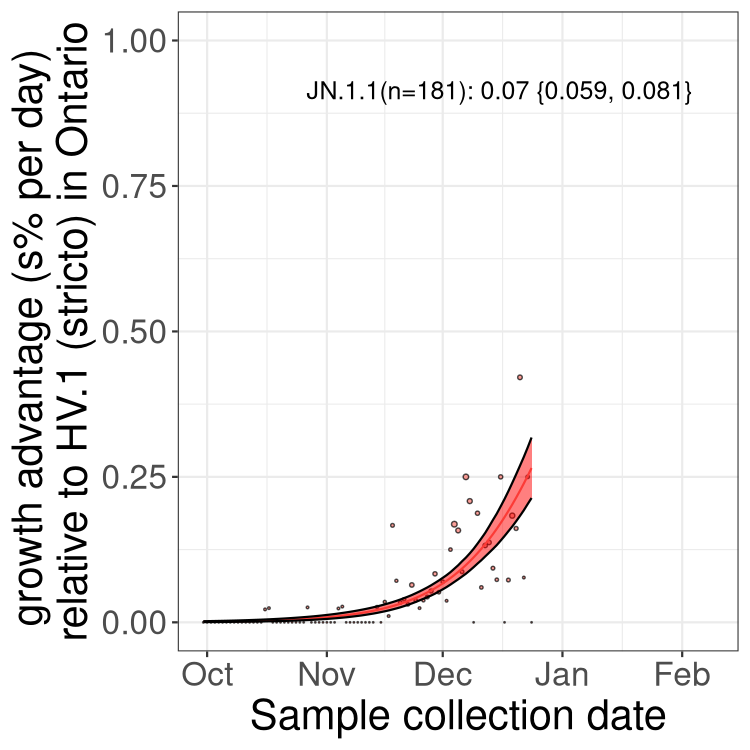 growth advantage (s% per day)
relative to HV.1 (stricto) in Ontario
1.00
0.75
0.50
0.25
0.00
JN.1.1(n=181): 0.07 {0.059, 0.081}
Oct Nov Dec Jan Feb
Sample collection date